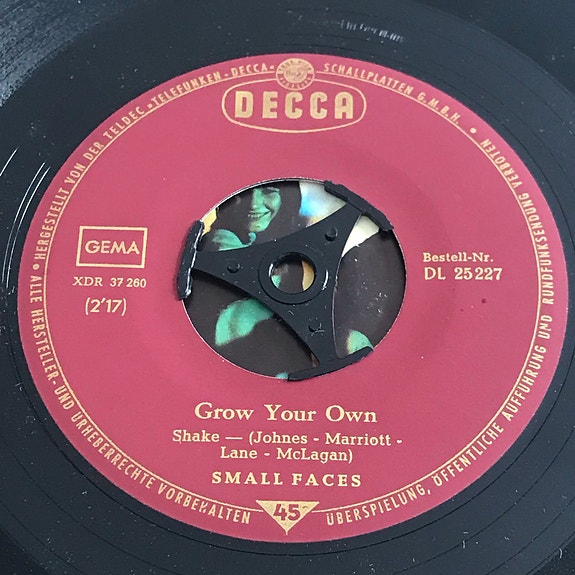 • HERGESTELLT VON DER TELDEC »TELEFUNKEN-DECCA« SCHALLPLATTEN G.M.B.H. •
DECCA
GEMA
XDR 37 260
(2'17)
Bestell-Nr.
DL 25 227
Grow Your Own
Shake — (Johnes - Marriott -
Lane - McLagan)
SMALL FACES
45
ALLE HERSTELLER- UND URHEBERRECHTE VORBEHALTEN
ÜBERSPIELUNG, ÖFFENTLICHE AUFFÜHRUNG UND RUNDFUNKSENDUNG VERBOTEN